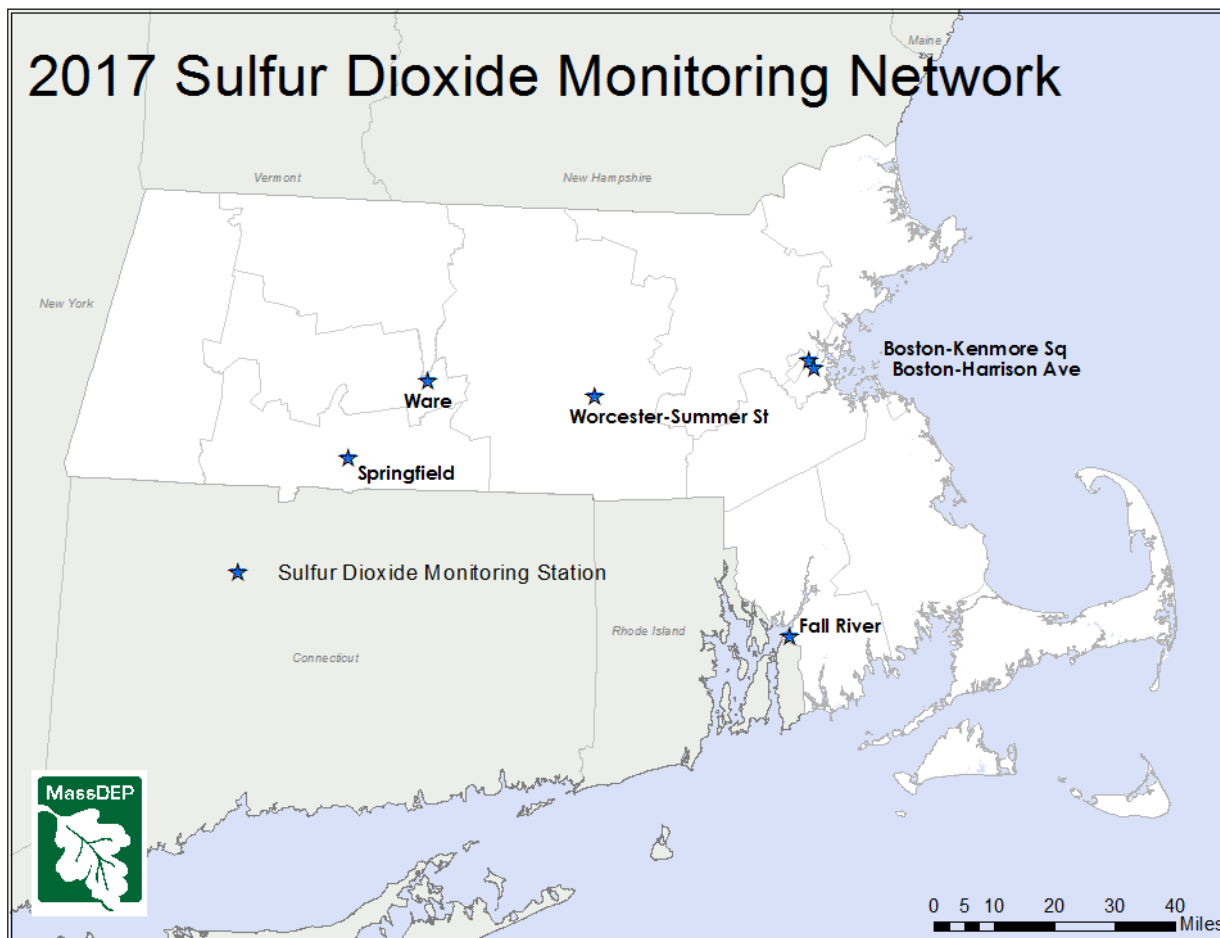 2017 Sulfur Dioxide Monitoring Network
Maine
Vermont
New Hampshire
New York
Boston-Kenmore Sq
Boston-Harrison Ave
Ware
Worcester-Summer St
Springfield
Sulfur Dioxide Monitoring Station
Fall River
Rhode Island
Connecticut
MassDEP
0 5 10 20 30 40
Miles